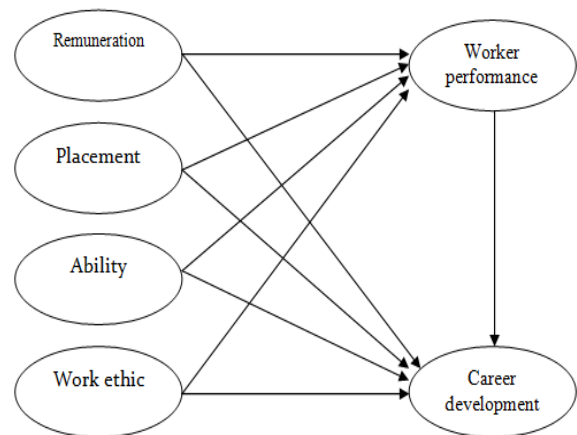 Remuneration
Worker
performance
Placement
Ability
Work ethic
Career
development